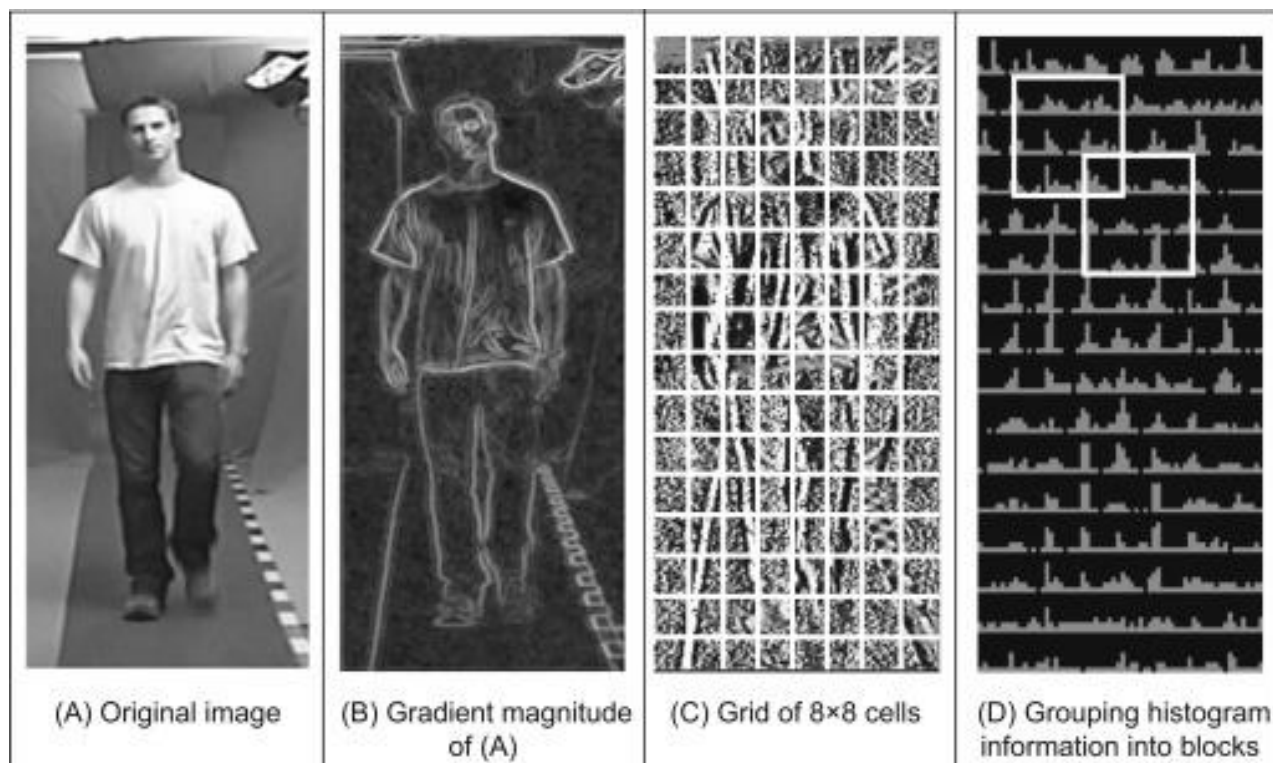 (A) Original image
(B) Gradient magnitude
of (A)
(C) Grid of 8×8 cells
(D) Grouping histogram
information into blocks